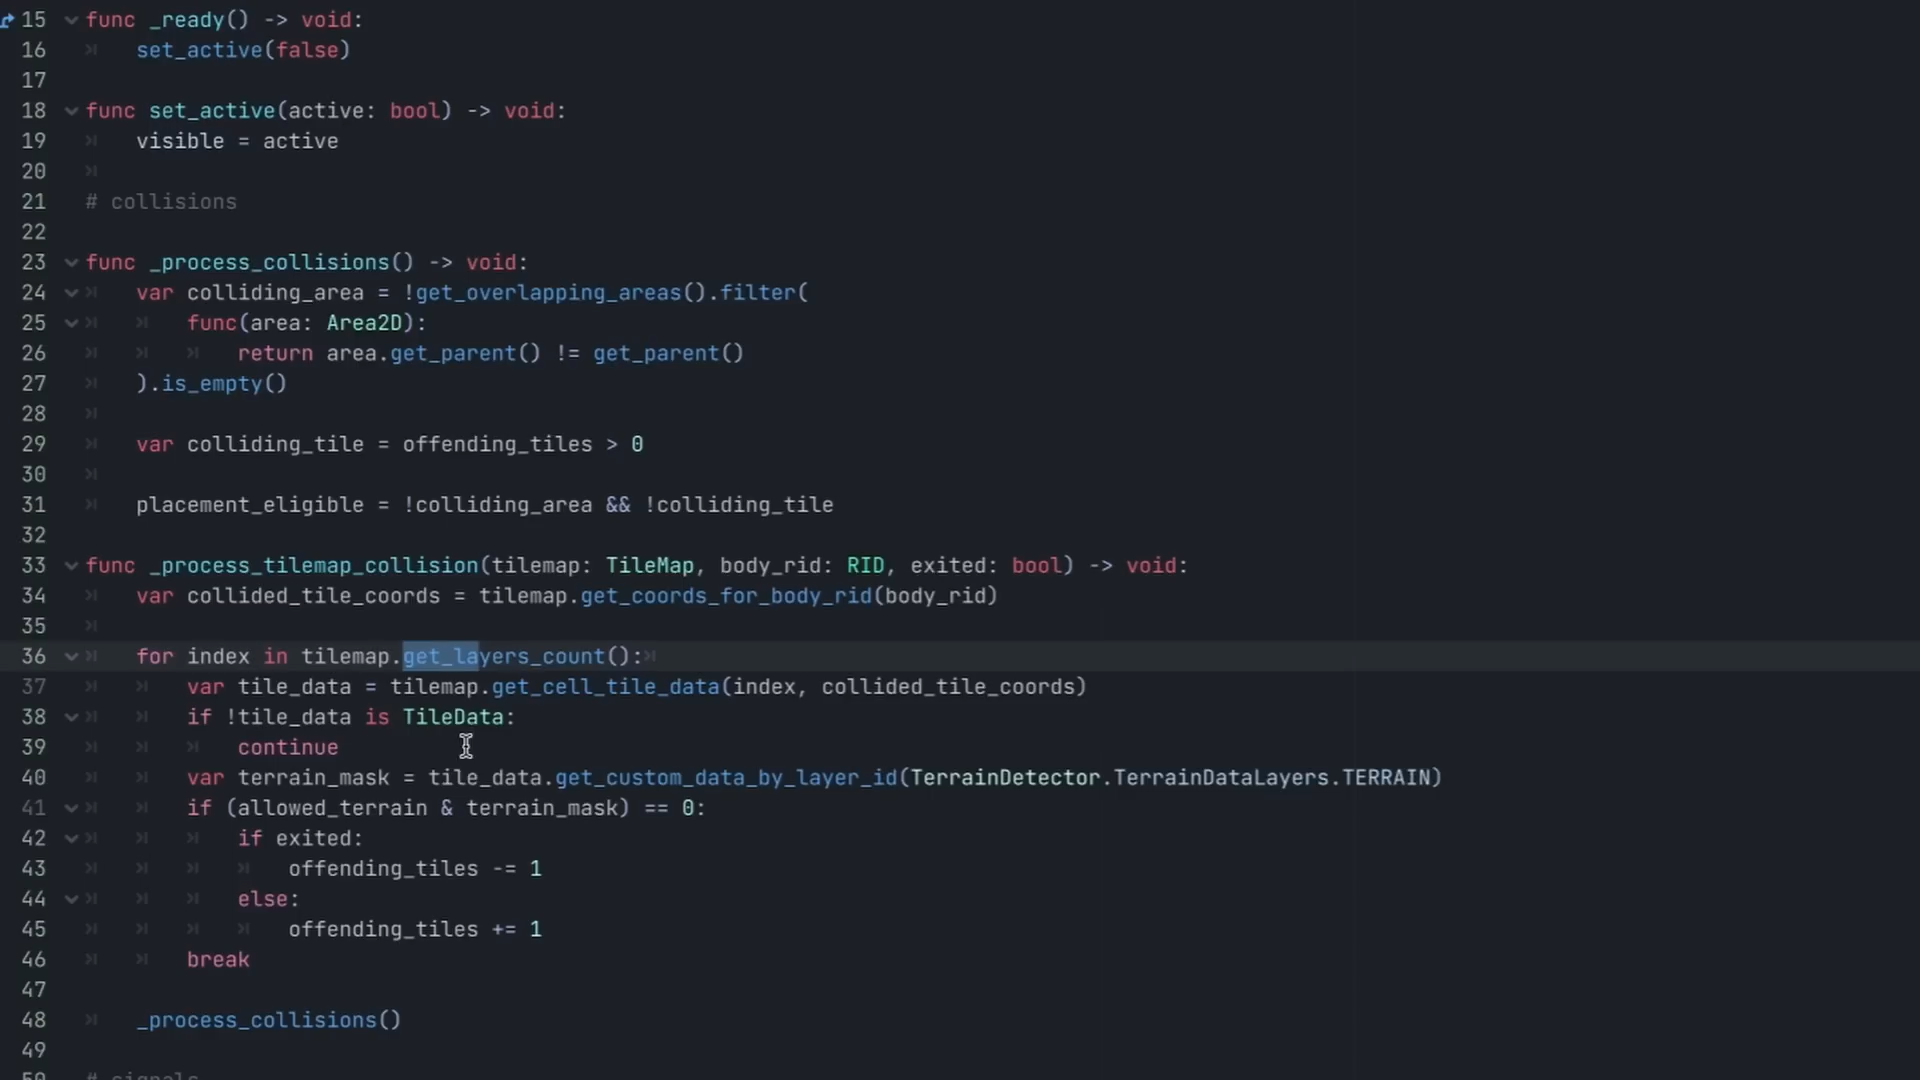 15 func _ready() -> void:
16 set_active(false)
17
18 func set_active(active: bool) -> void:
19 visible = active
20
21 # collisions
22
23 func _process_collisions() -> void:
24 var colliding_area = !get_overlapping_areas().filter(
25 func(area: Area2D):
26 return area.get_parent() != get_parent()
27 ).is_empty()
28
29 var colliding_tile = offending_tiles > 0
30
31 placement_eligible = !colliding_area && !colliding_tile
32
33 func _process_tilemap_collision(tilemap: TileMap, body_rid: RID, exited: bool) -> void:
34 var collided_tile_coords = tilemap.get_coords_for_body_rid(body_rid)
35
36 for index in tilemap.get_layers_count():
37 var tile_data = tilemap.get_cell_tile_data(index, collided_tile_coords)
38 if !tile_data is TileData:
39 continue
40 var terrain_mask = tile_data.get_custom_data_by_layer_id(TerrainDetector.TerrainDataLayers.TERRAIN)
41 if (allowed_terrain & terrain_mask) == 0:
42 if exited:
43 offending_tiles -= 1
44 else:
45 offending_tiles += 1
46 break
47
48 _process_collisions()
49
50 # signals